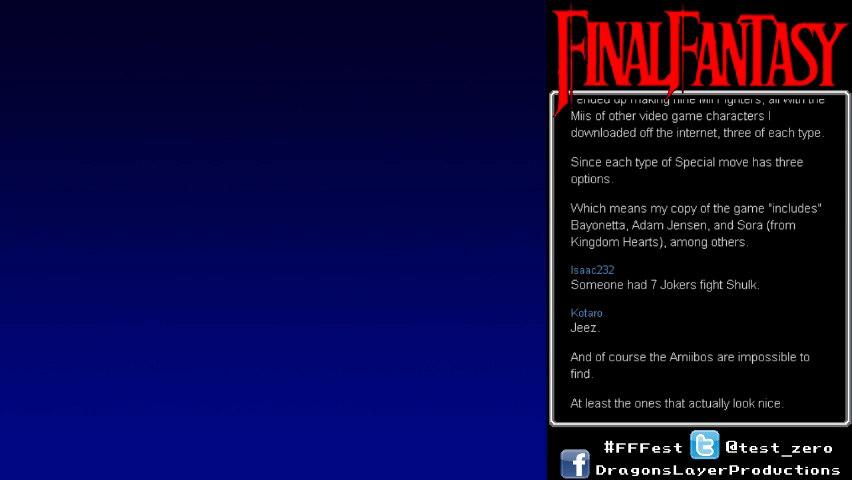 FINAL FANTASY
I ended up making nine Mii Fighters, all with the
Miis of other video game characters I
downloaded off the internet, three of each type.
Since each type of Special move has three
options.
Which means my copy of the game "includes"
Bayonetta, Adam Jensen, and Sora (from
Kingdom Hearts), among others.
Isaac232
Someone had 7 Jokers fight Shulk.
Kotaro
Jeez.
And of course the Amiibos are impossible to
find.
At least the ones that actually look nice.
#FFFest @test_zero
DragonsLayerProductions